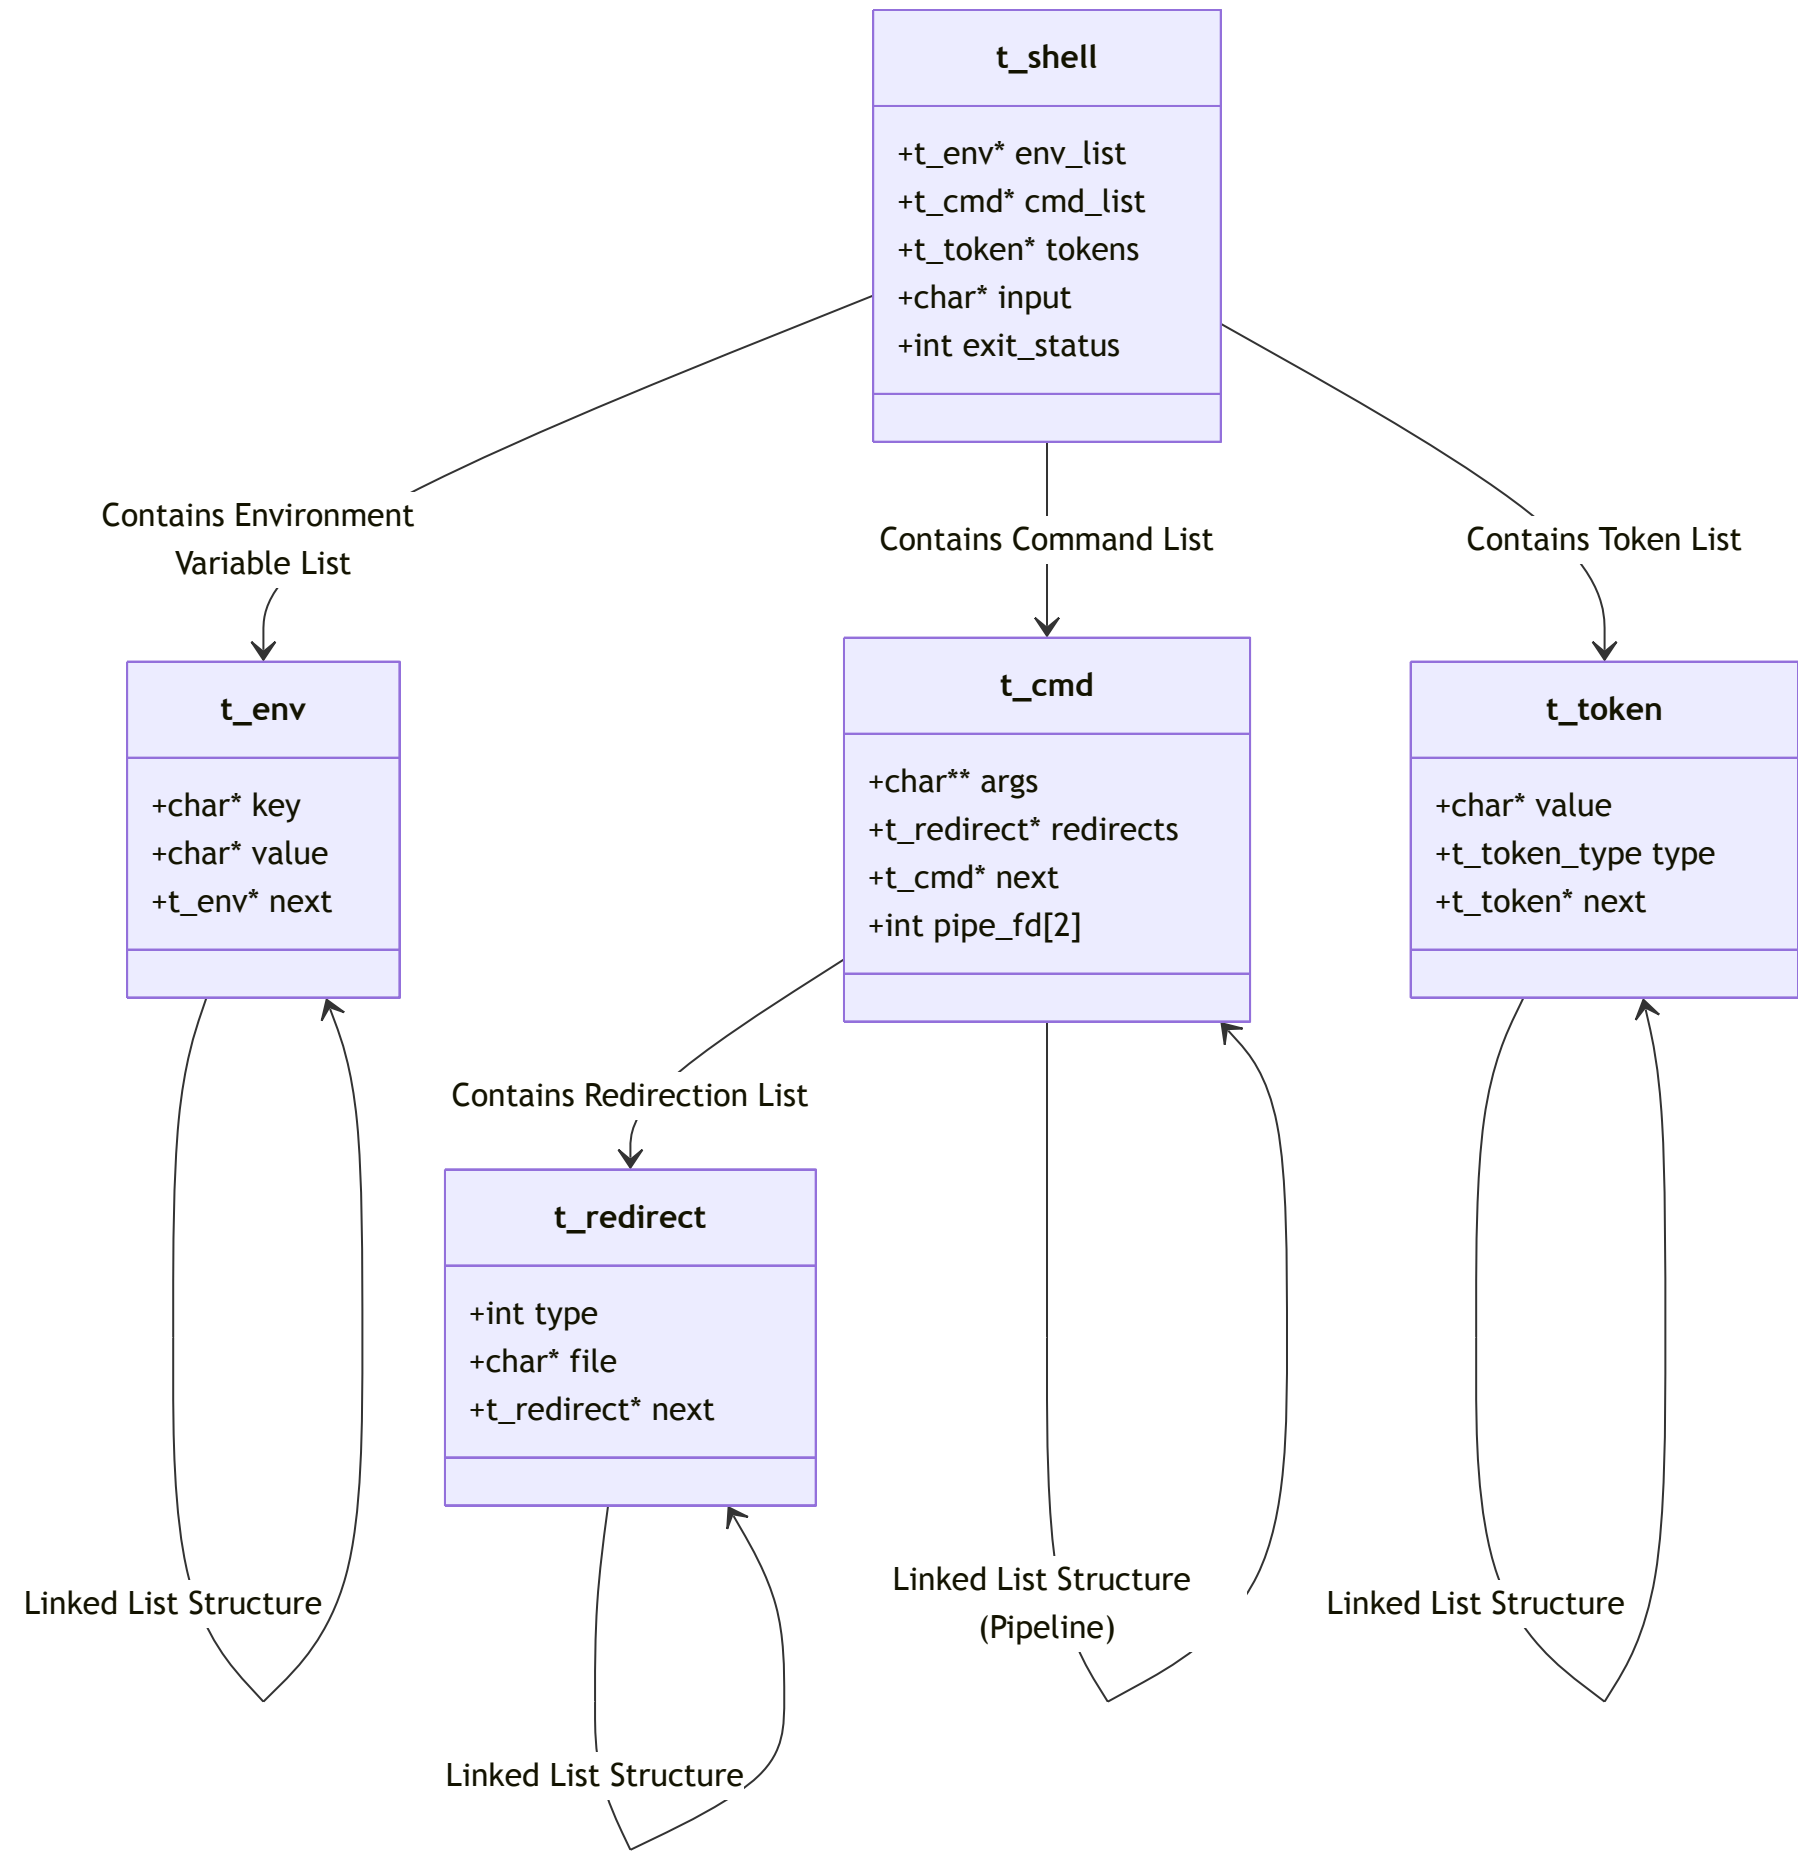 t_shell
+t_env* env_list
+t_cmd* cmd_list
+t_token* tokens
+char* input
+int exit_status
Contains Environment
Variable List
Contains Command List
Contains Token List
t_env
+char* key
+char* value
+t_env* next
t_cmd
+char** args
+t_redirect* redirects
+t_cmd* next
+int pipe_fd[2]
t_token
+char* value
+t_token_type type
+t_token* next
Contains Redirection List
t_redirect
+int type
+char* file
+t_redirect* next
Linked List Structure
Linked List Structure
(Pipeline)
Linked List Structure
Linked List Structure